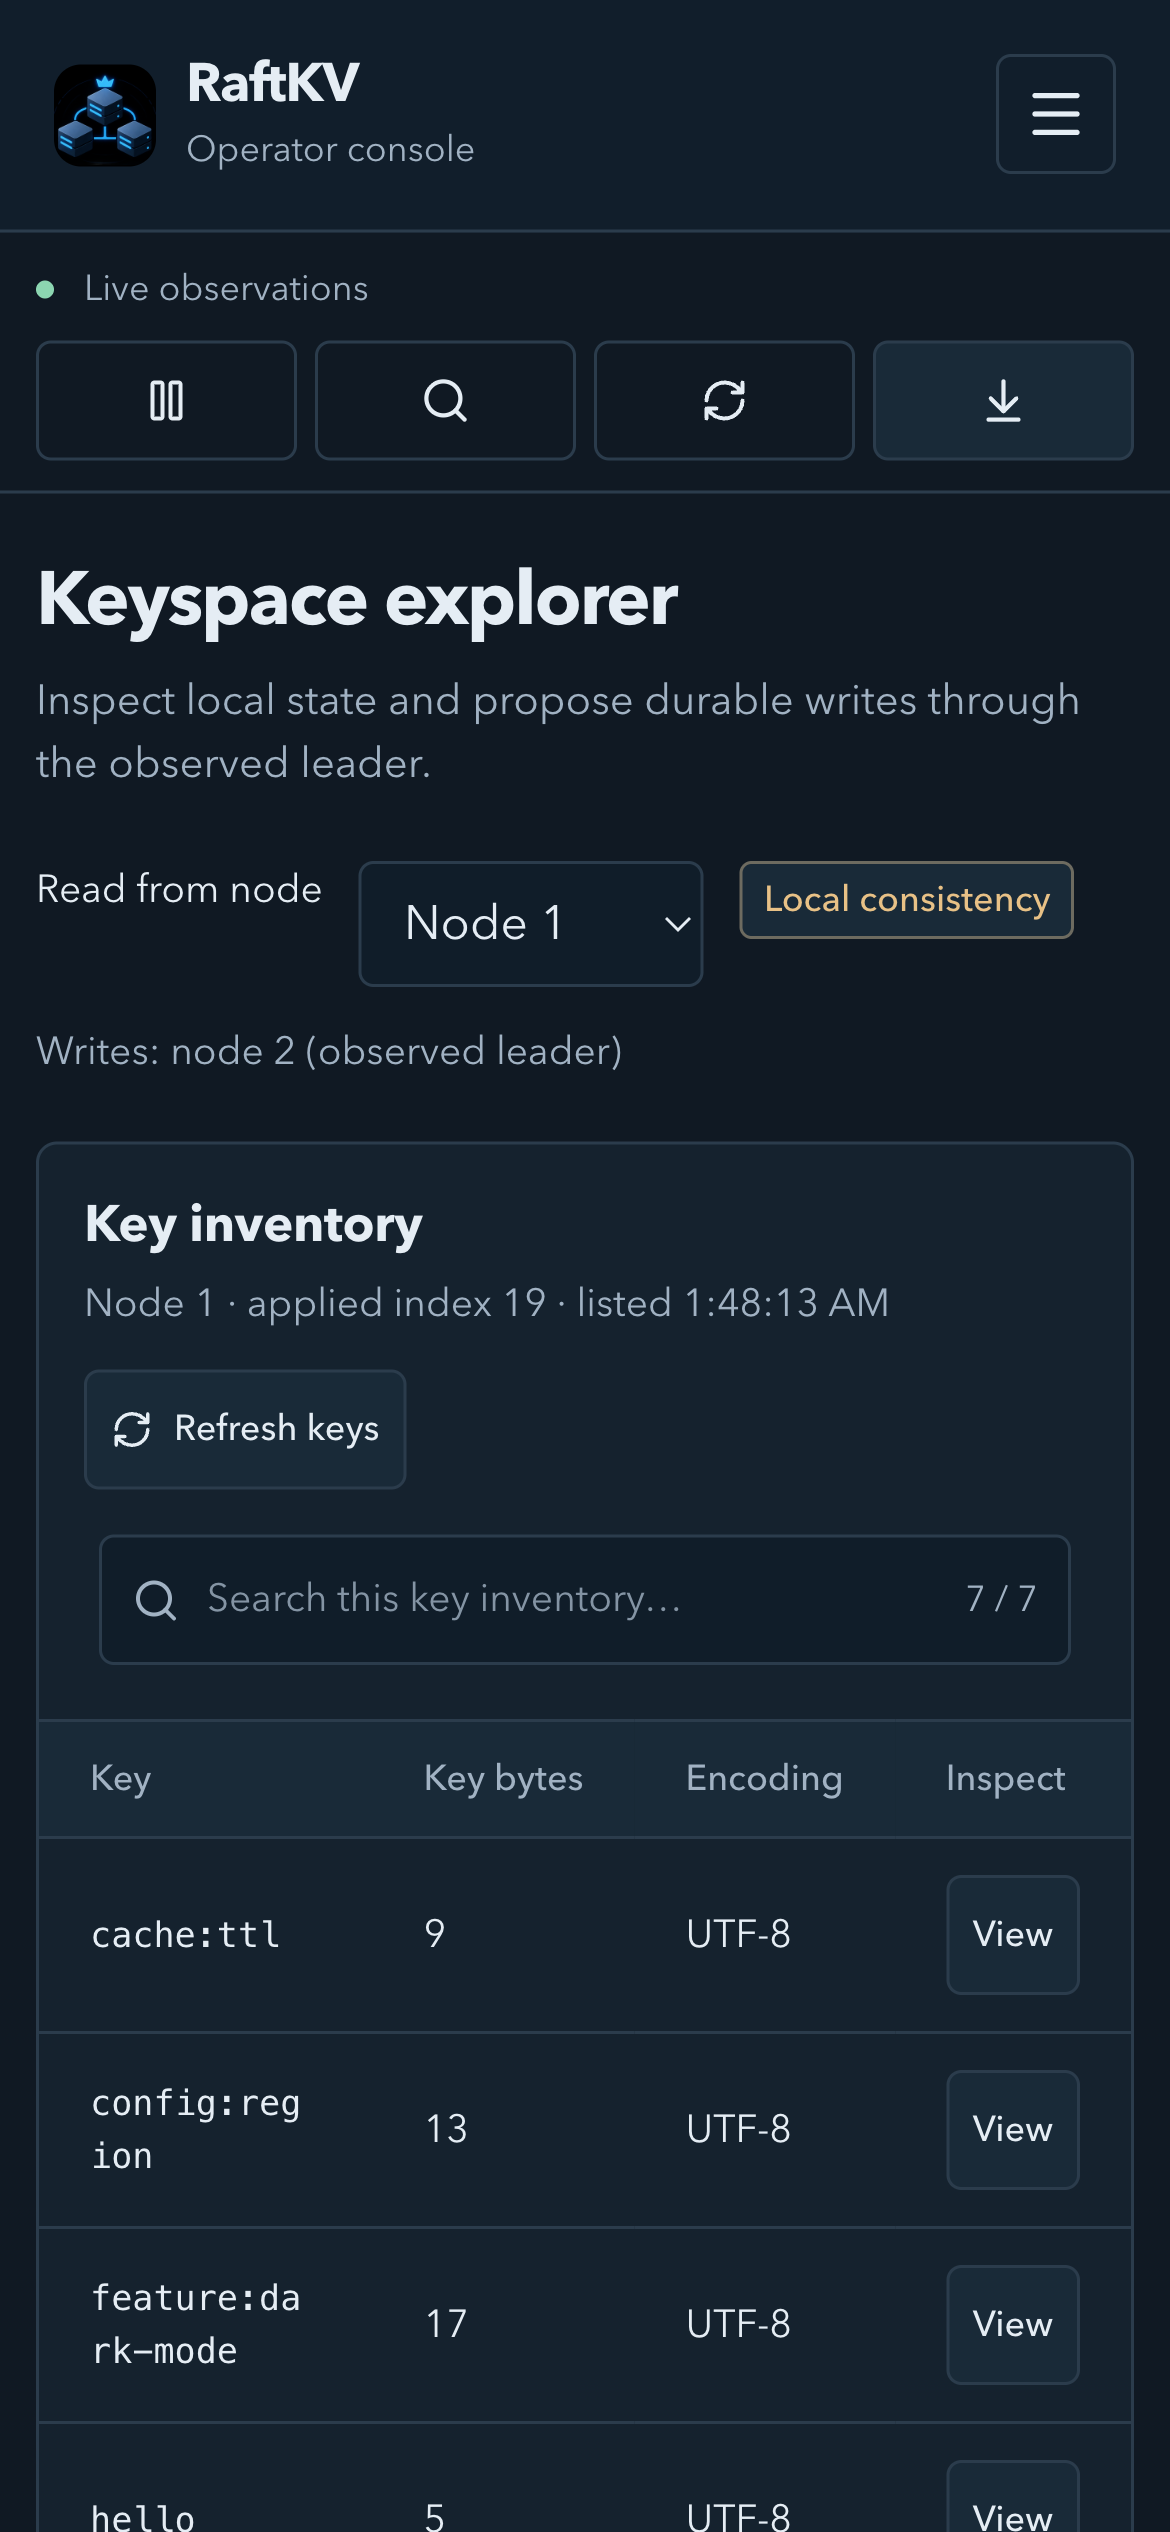 RaftKV
Operator console
Live observations
Keyspace explorer
Inspect local state and propose durable writes through
the observed leader.
Read from node
Node 1
Local consistency
Writes: node 2 (observed leader)
Key inventory
Node 1 · applied index 19 · listed 1:48:13 AM
Refresh keys
Search this key inventory...
7 / 7
Key Key bytes Encoding Inspect
cache:ttl 9 UTF-8 View
config:reg
ion
13 UTF-8 View
feature:da
rk-mode
17 UTF-8 View
hello 5 UTF-8 View